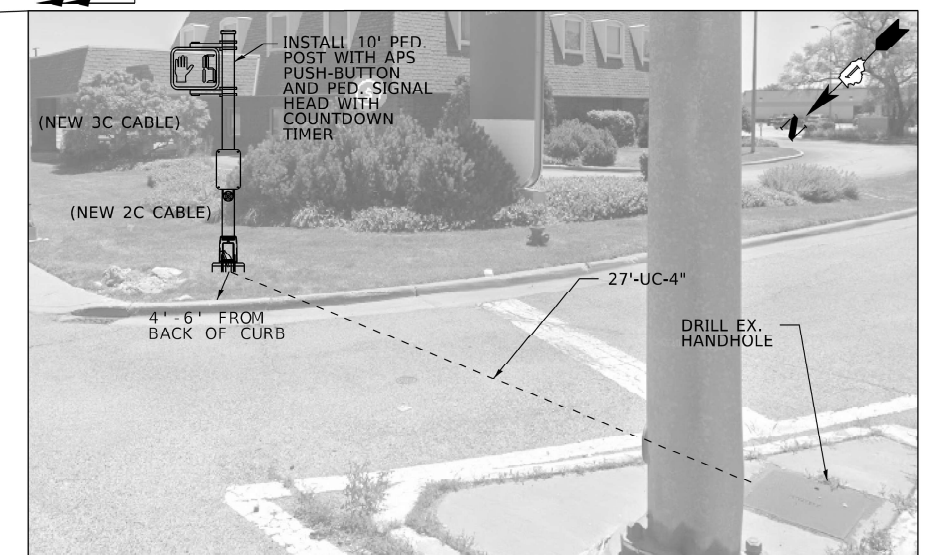 INSTALL 10' PED.
POST WITH APS
PUSH-BUTTON
AND PED. SIGNAL
HEAD WITH
COUNTDOWN
TIMER
(NEW 3C CABLE)
(NEW 2C CABLE)
4'-6' FROM
BACK OF CURB
27'-UC-4"
DRILL EX.
HANDHOLE
N